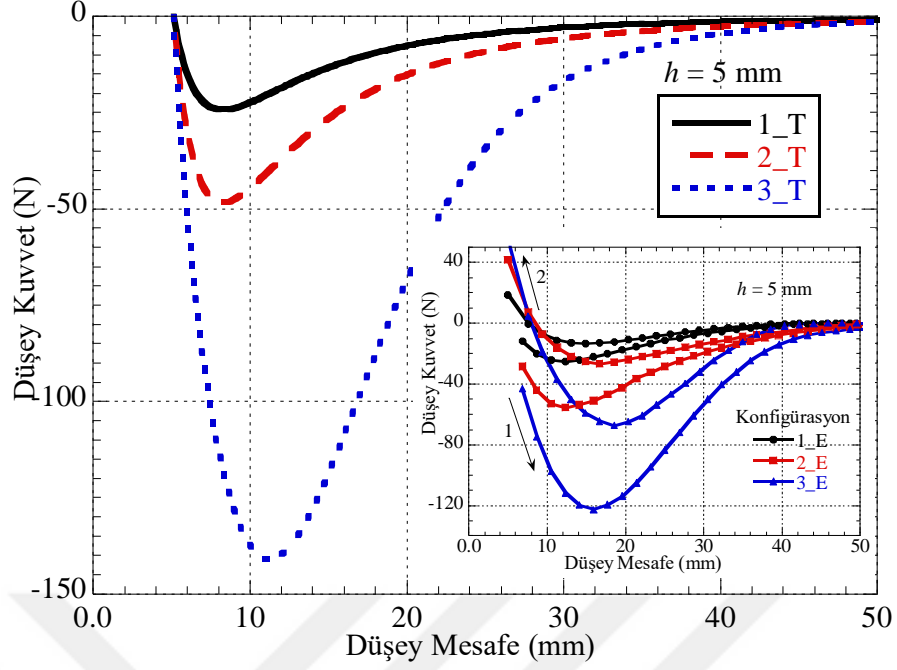 0
-50
-100
-150
0.0
10
20
30
40
50
Düşey Kuvvet (N)
Düşey Mesafe (mm)
h = 5 mm
1_T
2_T
3_T
40
0
-40
-80
-120
0.0
10
20
30
40
50
Düşey Kuvvet (N)
Düşey Mesafe (mm)
h = 5 mm
2
1
Konfigürasyon
1_E
2_E
3_E